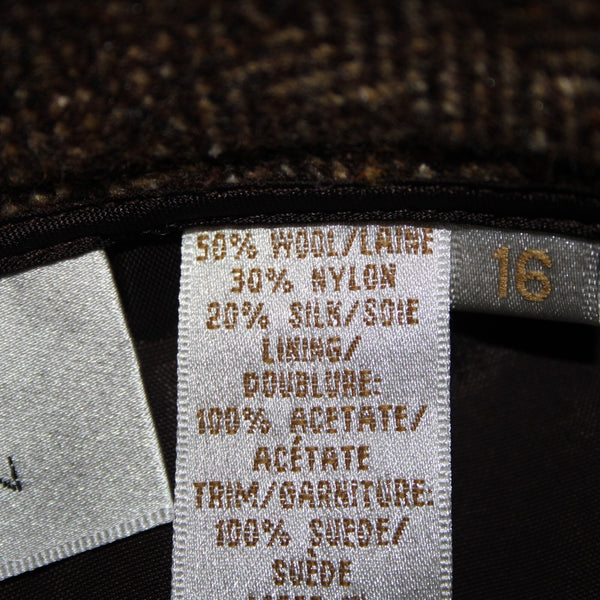 50% WOOL/LAINE
30% NYLON
20% SILK/SOIE
LINING/
DOUBLURE:
100% ACETATE/
ACÉTATE
TRIM/GARNITURE:
100% SUEDE/
SUÈDE
16